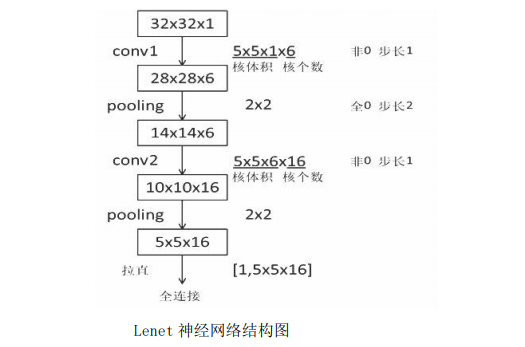 32x32x1
conv1 5x5x1x6 非0 步长1
核体积 核个数
28x28x6
pooling 2x2 全0 步长2
14x14x6
conv2 5x5x6x16 非0 步长1
核体积 核个数
10x10x16
pooling 2x2
5x5x16
拉直 [1,5x5x16]
全连接
Lenet 神经网络结构图